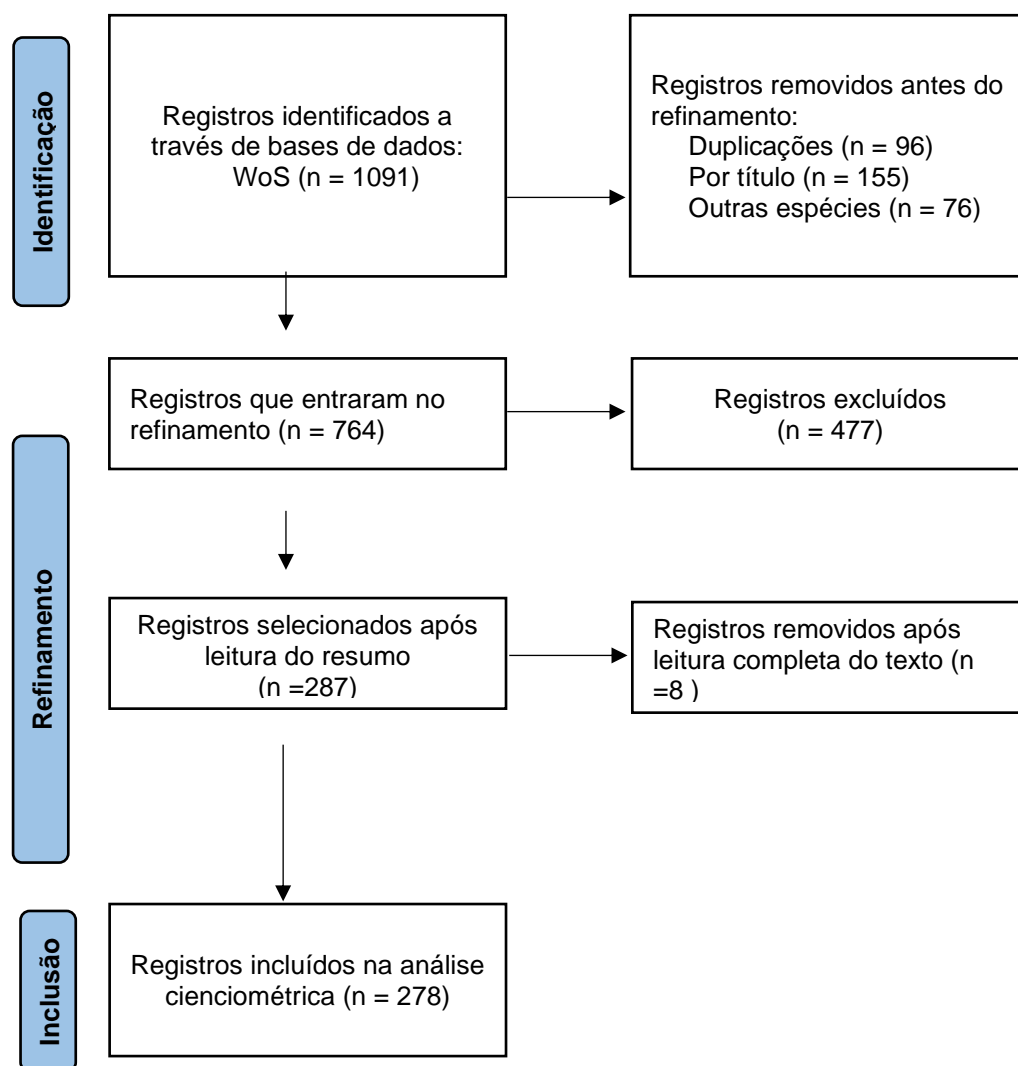 Identificação
Registros identificados a
través de bases de dados:
WoS (n = 1091)
Registros removidos antes do
refinamento:
Duplicações (n = 96)
Por título (n = 155)
Outras espécies (n = 76)
Refinamento
Registros que entraram no
refinamento (n = 764)
Registros excluídos
(n = 477)
Registros selecionados após
leitura do resumo
(n =287)
Registros removidos após
leitura completa do texto (n
=8 )
Inclusão
Registros incluídos na análise
cienciométrica (n = 278)